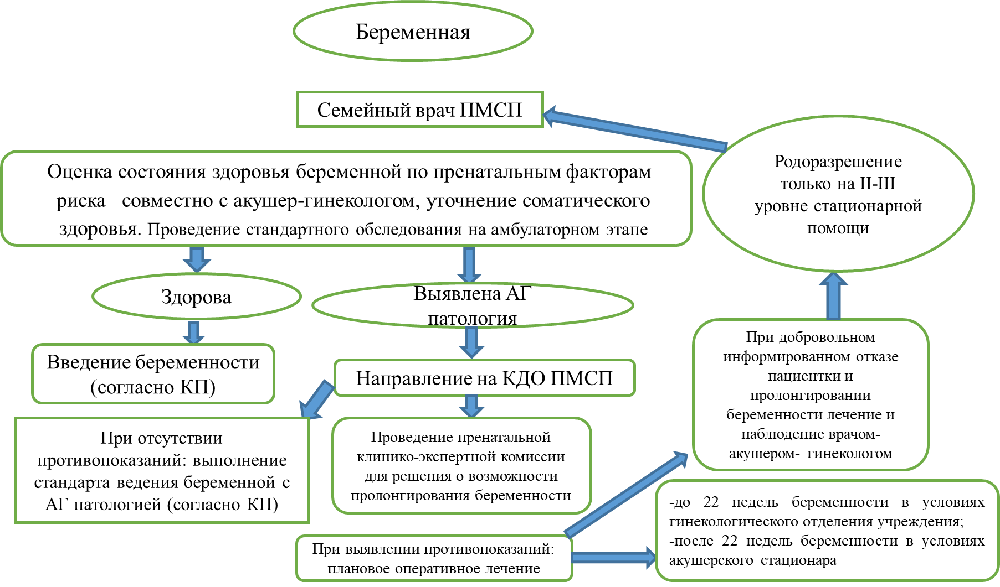 Беременная
Семейный врач ПМСП
Оценка состояния здоровья беременной по пренатальным факторам
риска совместно с акушер-гинекологом, уточнение соматического
здоровья. Проведение стандартного обследования на амбулаторном этапе
Родоразрешение
только на II-III
уровне стационарной
помощи
Здорова
Выявлена АГ
патология
Введение беременности
(согласно КП)
Направление на КДО ПМСП
При добровольном
информированном отказе
пациентки и
пролонгировании
беременности лечение и
наблюдение врачом-
акушером- гинекологом
При отсутствии
противопоказаний: выполнение
стандарта ведения беременной с
АГ патологией (согласно КП)
Проведение пренатальной
клинико-экспертной комиссии
для решения о возможности
пролонгирования беременности
При выявлении противопоказаний:
плановое оперативное лечение
-до 22 недель беременности в условиях
гинекологического отделения учреждения;
-после 22 недель беременности в условиях
акушерского стационара